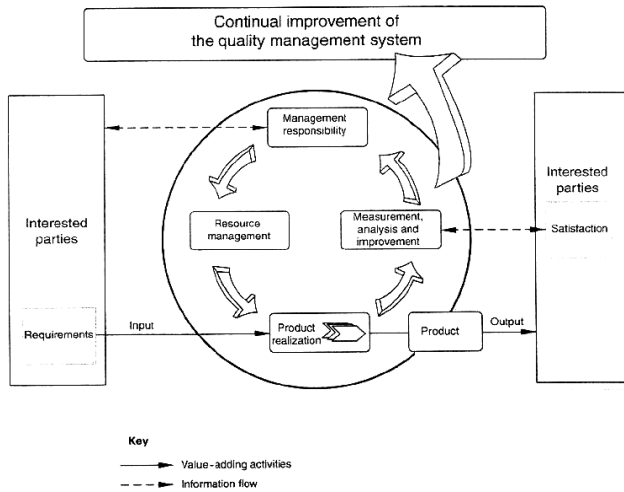 Continual improvement of
the quality management system
Management
responsibility
Interested
parties
Interested
parties
Resource
management
Measurement,
analysis and
improvement
Satisfaction
Requirements
Input
Product
realization
Product
Output
Key
Value-adding activities
Information flow